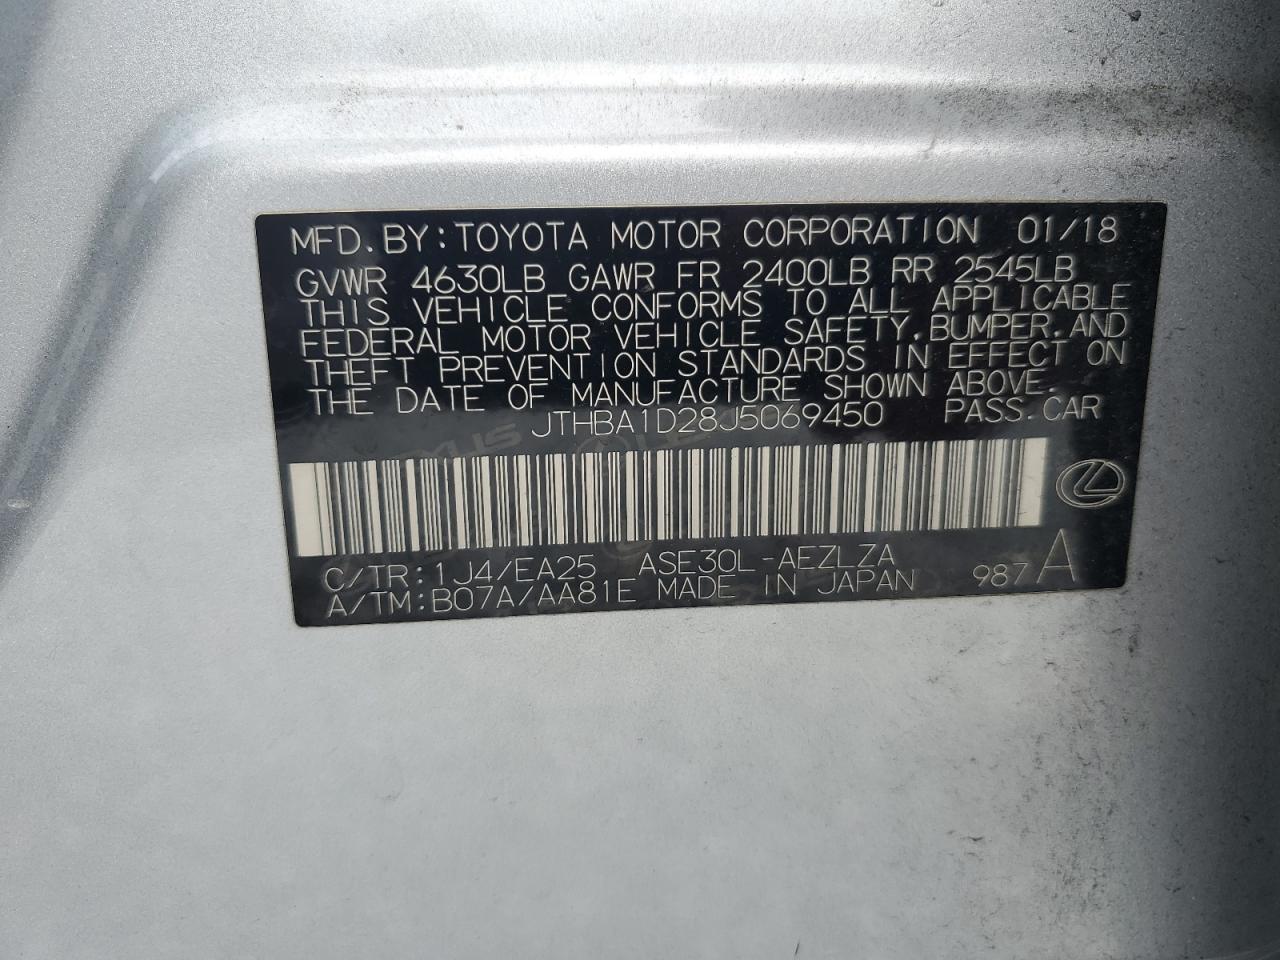 MFD.BY:TOYOTA MOTOR CORPORATION 01/18
GVWR 4630LB GAWR FR 2400LB RR 2545LB
THIS VEHICLE CONFORMS TO ALL APPLICABLE
FEDERAL MOTOR VEHICLE SAFETY,BUMPER,AND
THEFT PREVENTION STANDARDS IN EFFECT ON
THE DATE OF MANUFACTURE SHOWN ABOVE.
JTHBA1D28J5069450 PASS.CAR
C/TR:1J4/EA25 ASE30L-AEZLZA 987A
A/TM:B07A/AA81E MADE IN JAPAN